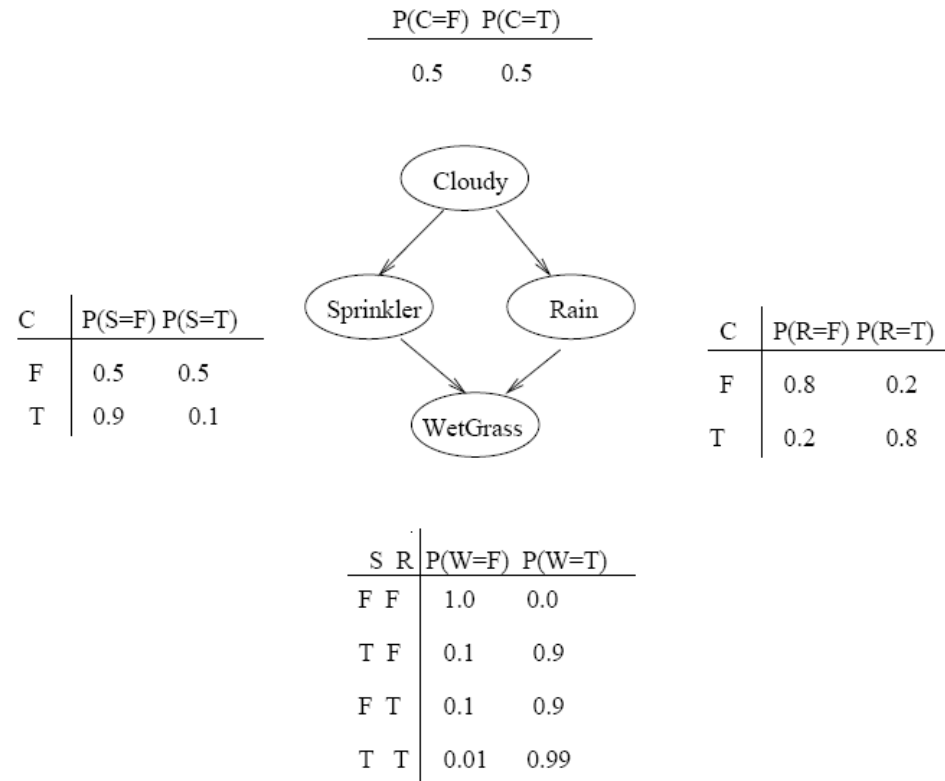 P(C=F) P(C=T)
0.5 0.5
Cloudy
Sprinkler
Rain
WetGrass
C P(S=F) P(S=T)
F 0.5 0.5
T 0.9 0.1
C P(R=F) P(R=T)
F 0.8 0.2
T 0.2 0.8
S R P(W=F) P(W=T)
F F 1.0 0.0
T F 0.1 0.9
F T 0.1 0.9
T T 0.01 0.99